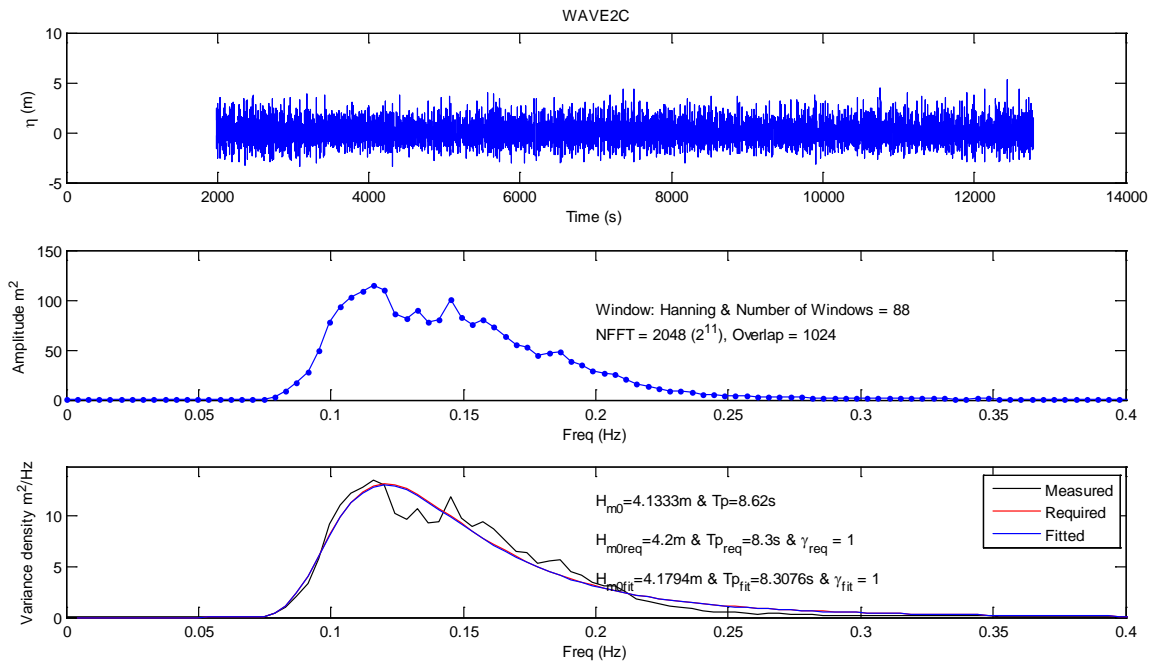 WAVE2C
10
5
0
-5
η (m)
0 2000 4000 6000 8000 10000 12000 14000
Time (s)
150
100
50
0
Amplitude m²
Window: Hanning & Number of Windows = 88
NFFT = 2048 (2¹¹), Overlap = 1024
0 0.05 0.1 0.15 0.2 0.25 0.3 0.35 0.4
Freq (Hz)
10
5
0
Variance density m²/Hz
H_m0=4.1333m & Tp=8.62s
H_m0req=4.2m & Tp_req=8.3s & γ_req = 1
H_m0fit=4.1794m & Tp_fit=8.3076s & γ_fit = 1
Measured
Required
Fitted
0 0.05 0.1 0.15 0.2 0.25 0.3 0.35 0.4
Freq (Hz)